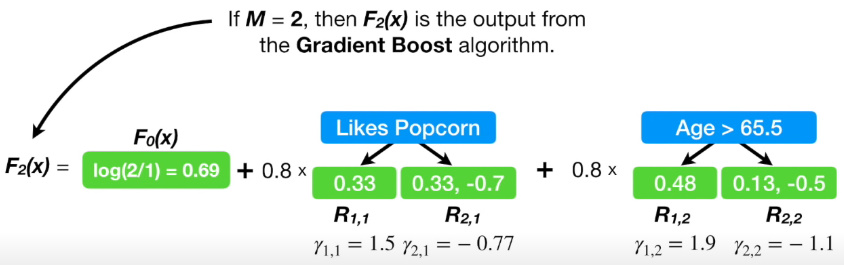 If M = 2, then F₂(x) is the output from
the Gradient Boost algorithm.
F₀(x)
Likes Popcorn
Age > 65.5
F₂(x) = log(2/1) = 0.69 + 0.8 x 0.33 0.33, -0.7 + 0.8 x 0.48 0.13, -0.5
R₁,₁ R₂,₁ R₁,₂ R₂,₂
γ₁,₁ = 1.5 γ₂,₁ = − 0.77 γ₁,₂ = 1.9 γ₂,₂ = − 1.1